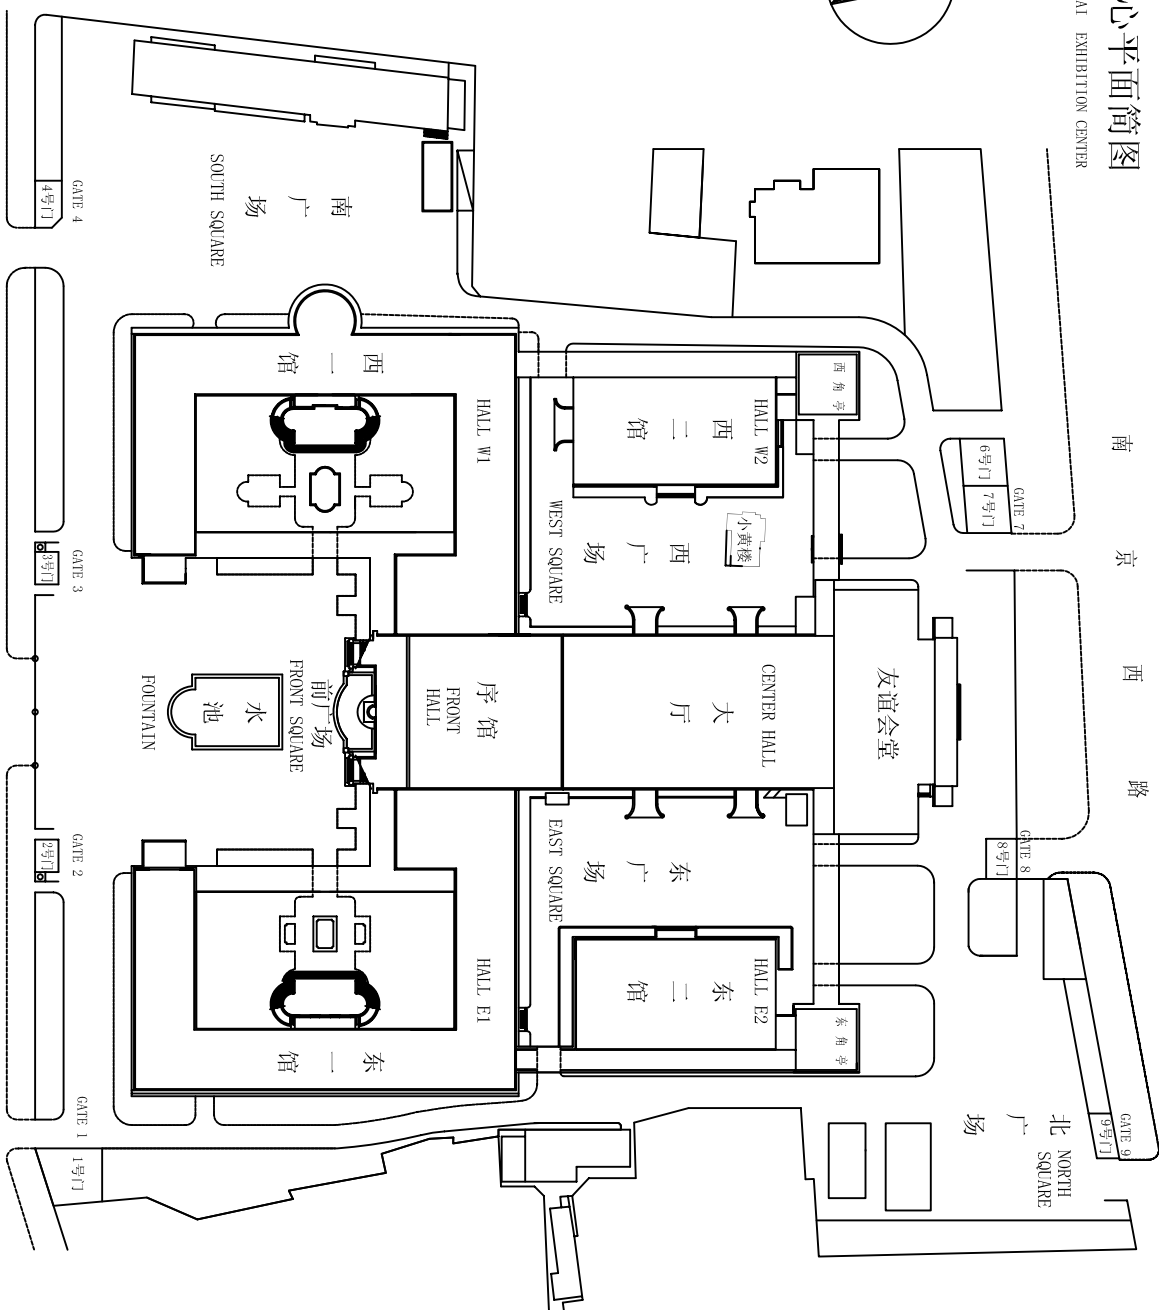 心平面简图
AI EXHIBITION CENTER
南京西路
GATE 4
4号门
南广场
SOUTH SQUARE
GATE 3
3号门
GATE 2
2号门
GATE 1
1号门
6号门
7号门
GATE 7
GATE 8
8号门
GATE 9
9号门
西一馆
HALL W1
西二馆
HALL W2
西角亭
小黄楼
西广场
WEST SQUARE
友谊会堂
CENTER HALL
大厅
序馆
FRONT HALL
前广场
FRONT SQUARE
水池
FOUNTAIN
东广场
EAST SQUARE
东二馆
HALL E2
东角亭
东一馆
HALL E1
北广场
NORTH SQUARE